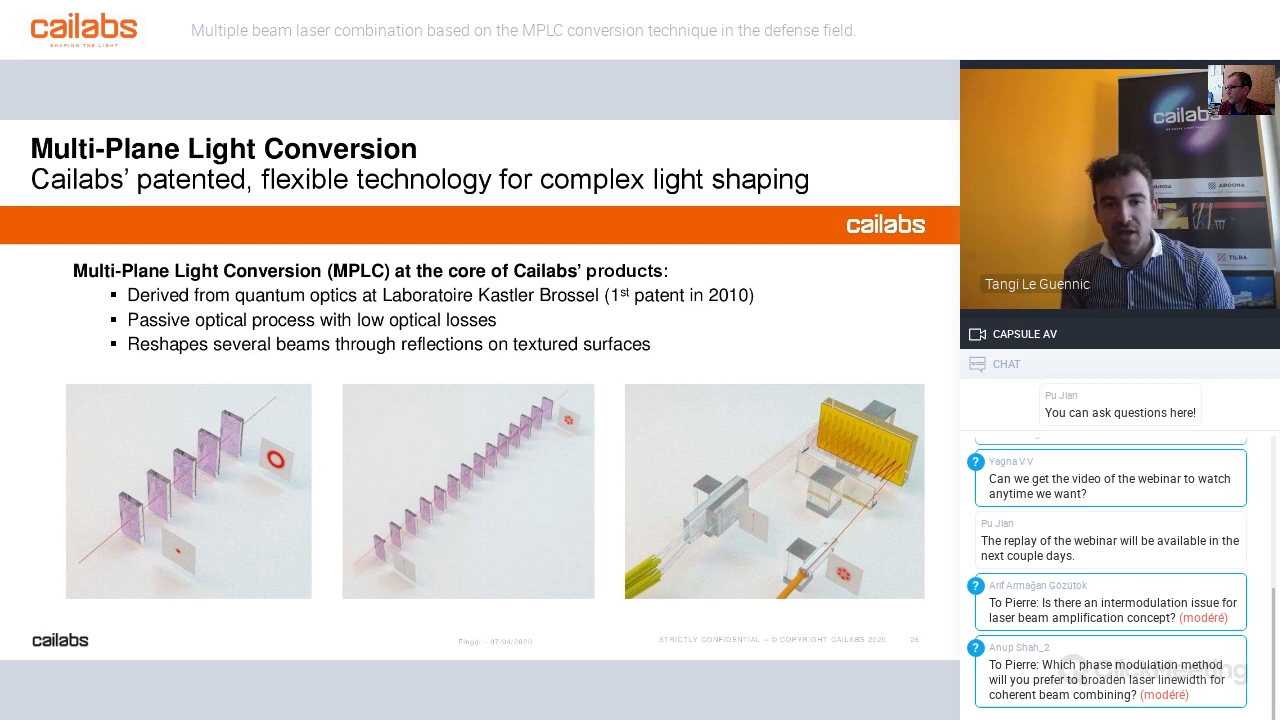 cailabs
SHAPING THE LIGHT
Multiple beam laser combination based on the MPLC conversion technique in the defense field.
Multi-Plane Light Conversion
Cailabs' patented, flexible technology for complex light shaping
cailabs
Multi-Plane Light Conversion (MPLC) at the core of Cailabs' products:
▪ Derived from quantum optics at Laboratoire Kastler Brossel (1st patent in 2010)
▪ Passive optical process with low optical losses
▪ Reshapes several beams through reflections on textured surfaces
cailabs
Fingqi - 07/04/2020
STRICTLY CONFIDENTIAL – © COPYRIGHT CAILABS 2020
26
cailabs
AROONA
TILBA
Tangi Le Guennic
CAPSULE AV
CHAT
Pu Jian
You can ask questions here!
Yagna V V
Can we get the video of the webinar to watch
anytime we want?
Pu Jian
The replay of the webinar will be available in the
next couple days.
Arif Armağan Gözütok
To Pierre: Is there an intermodulation issue for
laser beam amplification concept? (modéré)
Anup Shah_2
To Pierre: Which phase modulation method
will you prefer to broaden laser linewidth for
coherent beam combining? (modéré)